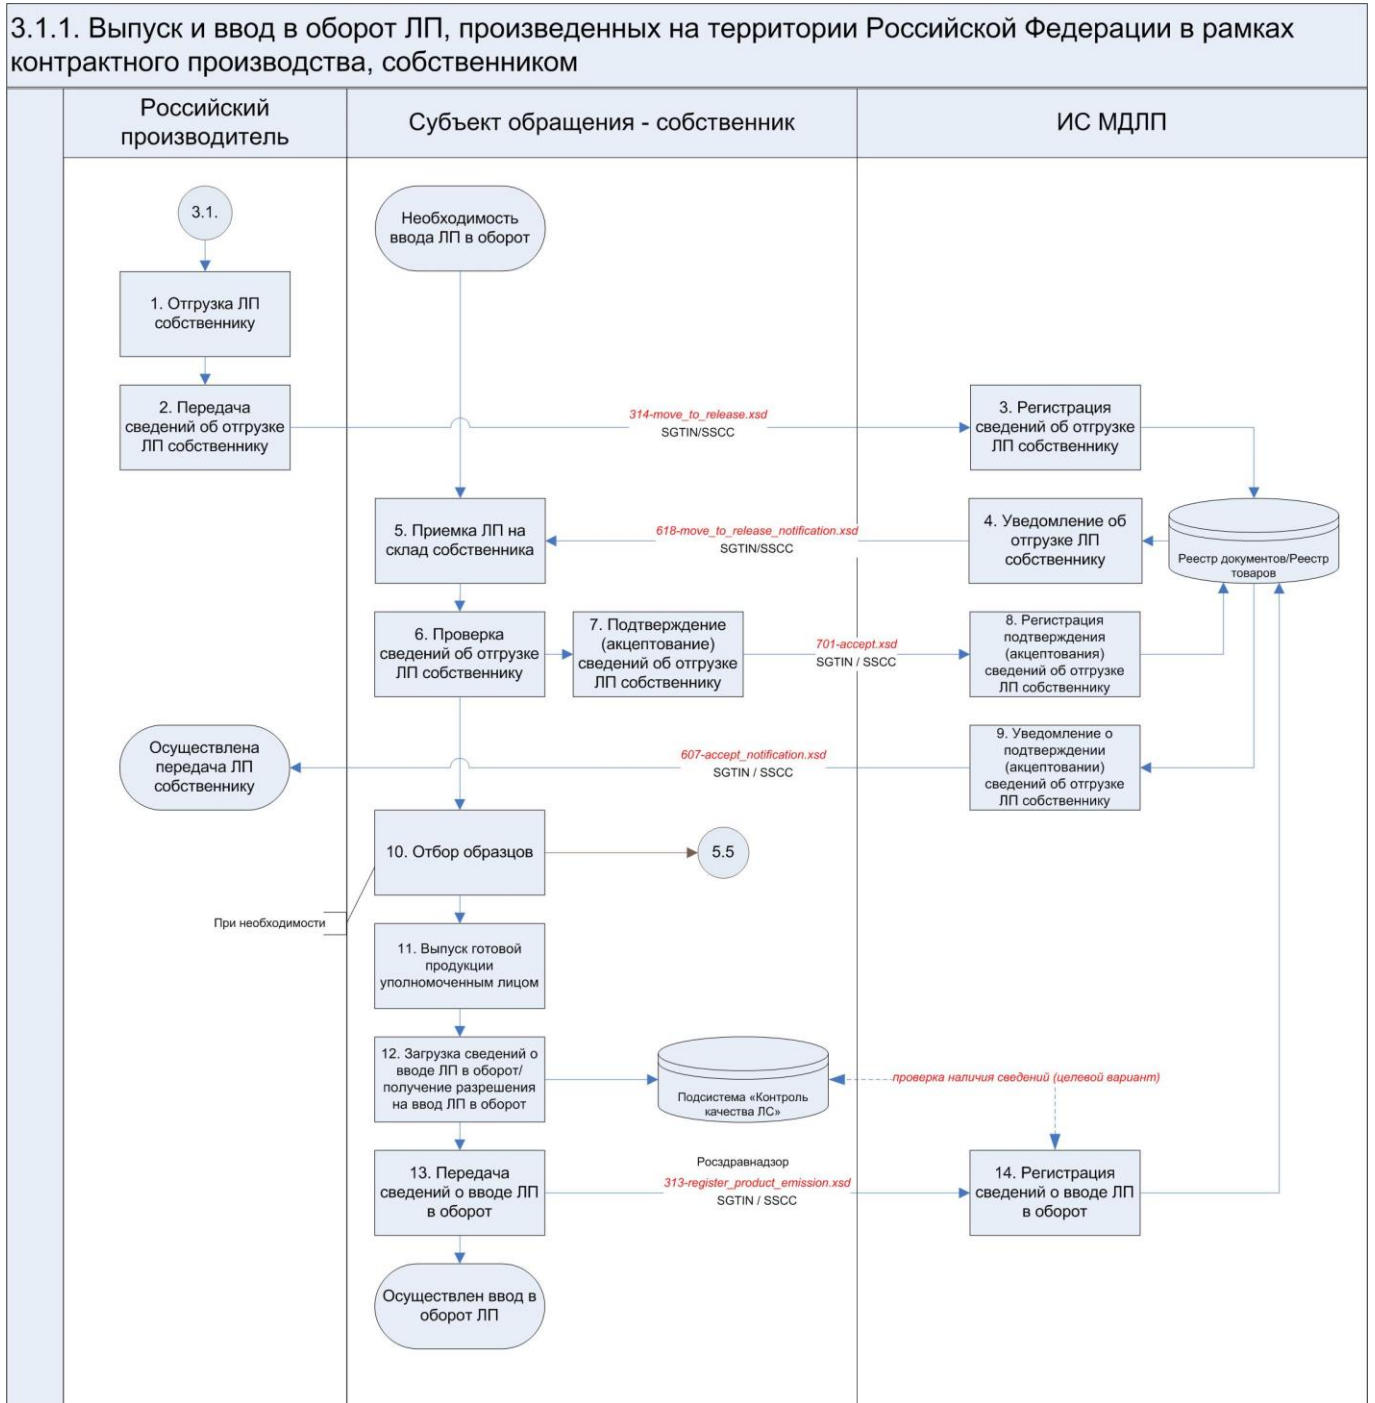 3.1.1. Выпуск и ввод в оборот ЛП, произведенных на территории Российской Федерации в рамках
контрактного производства, собственником
Российский
производитель
Субъект обращения - собственник
ИС МДЛП
3.1.
Необходимость
ввода ЛП в оборот
1. Отгрузка ЛП
собственнику
2. Передача
сведений об отгрузке
ЛП собственнику
314-move_to_release.xsd
SGTIN/SSCC
3. Регистрация
сведений об отгрузке
ЛП собственнику
5. Приемка ЛП на
склад собственника
618-move_to_release_notification.xsd
SGTIN/SSCC
4. Уведомление об
отгрузке ЛП
собственнику
Реестр документов/Реестр
товаров
6. Проверка
сведений об отгрузке
ЛП собственнику
7. Подтверждение
(акцептование)
сведений об отгрузке
ЛП собственнику
701-accept.xsd
SGTIN / SSCC
8. Регистрация
подтверждения
(акцептования)
сведений об отгрузке
ЛП собственнику
Осуществлена
передача ЛП
собственнику
607-accept_notification.xsd
SGTIN / SSCC
9. Уведомление о
подтверждении
(акцептовании)
сведений об отгрузке
ЛП собственнику
10. Отбор образцов
5.5
При необходимости
11. Выпуск готовой
продукции
уполномоченным лицом
12. Загрузка сведений о
вводе ЛП в оборот/
получение разрешения
на ввод ЛП в оборот
Подсистема «Контроль
качества ЛС»
проверка наличия сведений (целевой вариант)
13. Передача
сведений о вводе ЛП
в оборот
Росздравнадзор
313-register_product_emission.xsd
SGTIN / SSCC
14. Регистрация
сведений о вводе ЛП
в оборот
Осуществлен ввод в
оборот ЛП